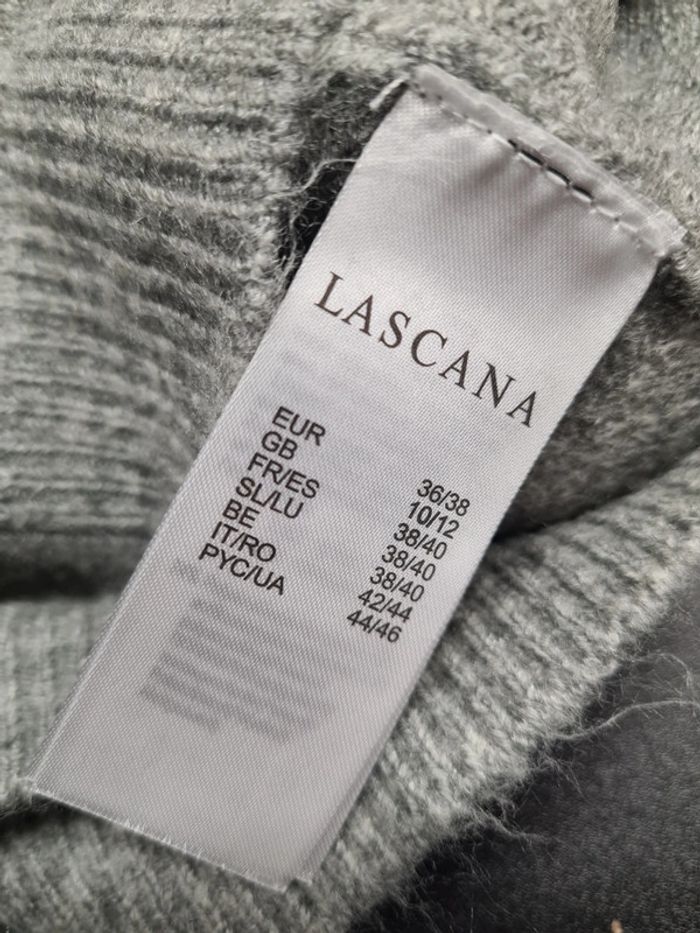 LASCANA
EUR 36/38
GB 10/12
FR/ES 38/40
SL/LU 38/40
BE 38/40
IT/RO 42/44
РУС/UA 44/46